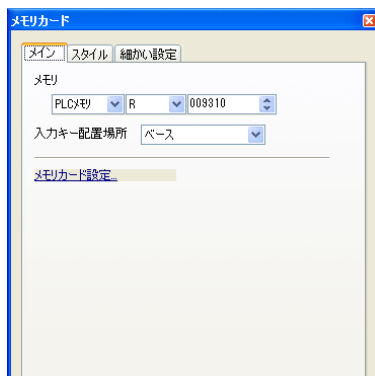 メモリカード
メイン スタイル 細かい設定
メモリ
PLCメモリ R 009310
入力キー配置場所 ベース
メモリカード設定...